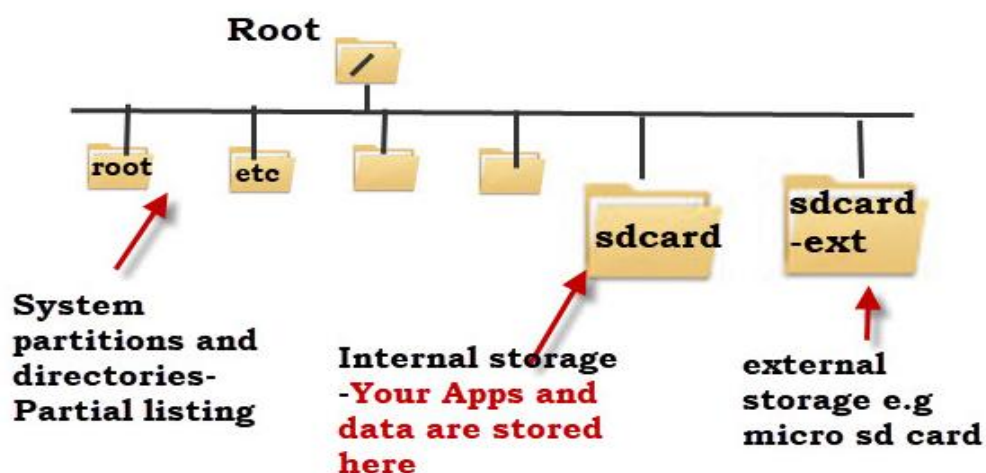 Root
/
root
etc
sdcard
sdcard
-ext
System
partitions and
directories-
Partial listing
Internal storage
-Your Apps and
data are stored
here
external
storage e.g
micro sd card